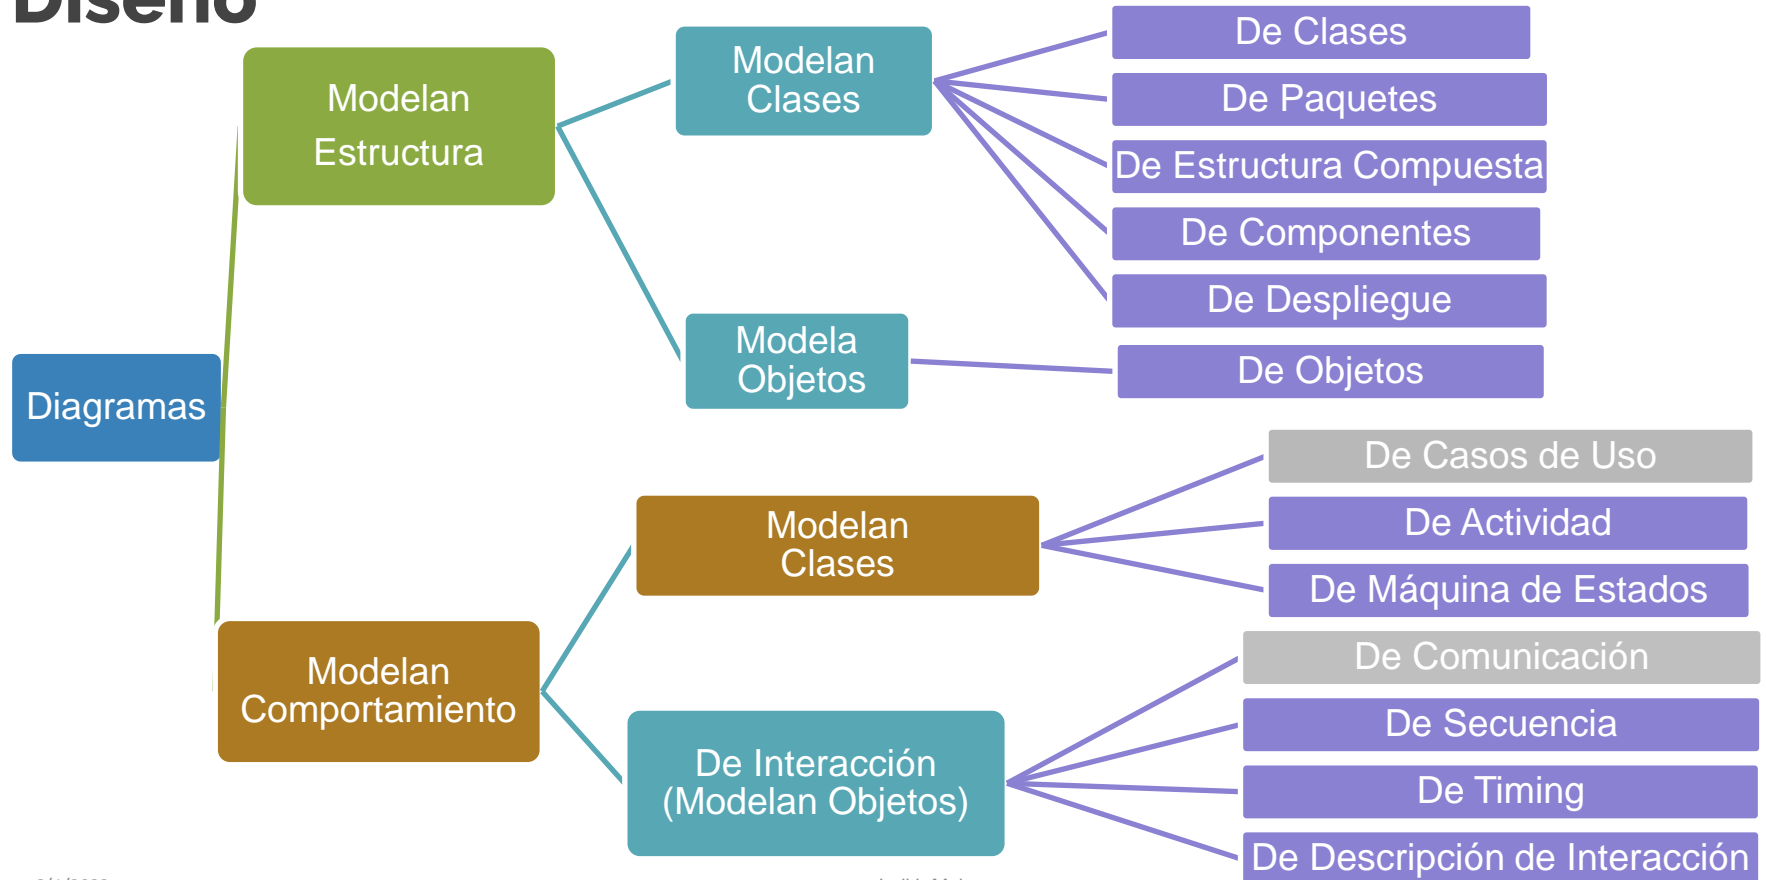 Diseño
Modelan
Estructura
Modelan
Clases
De Clases
De Paquetes
De Estructura Compuesta
De Componentes
De Despliegue
Modela
Objetos
De Objetos
Diagramas
Modelan
Comportamiento
Modelan
Clases
De Casos de Uso
De Actividad
De Máquina de Estados
De Interacción
(Modelan Objetos)
De Comunicación
De Secuencia
De Timing
De Descripción de Interacción